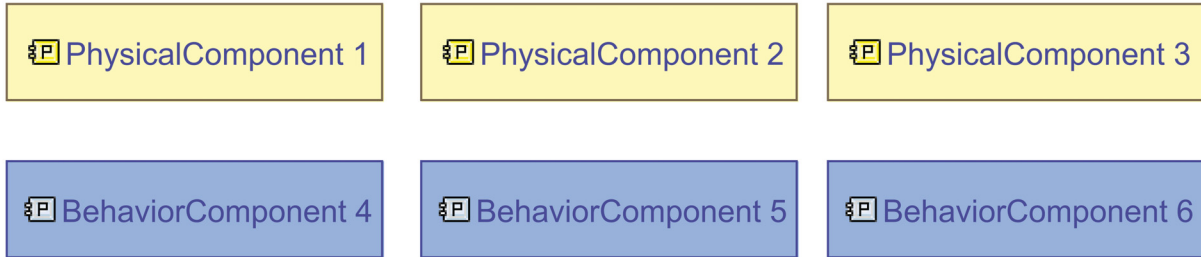 P PhysicalComponent 1
P PhysicalComponent 2
P PhysicalComponent 3
P BehaviorComponent 4
P BehaviorComponent 5
P BehaviorComponent 6